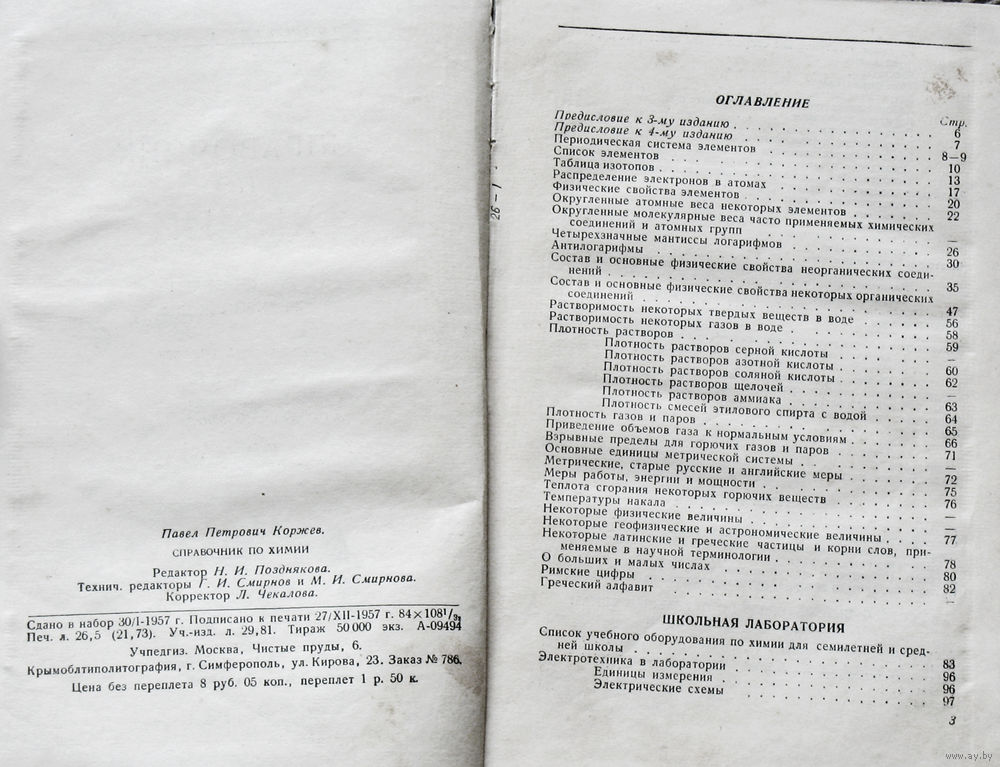 Павел Петрович Коржев.
СПРАВОЧНИК ПО ХИМИИ
Редактор Н. И. Позднякова.
Технич. редакторы Г. И. Смирнов и М. И. Смирнова.
Корректор Л. Чекалова.
Сдано в набор 30/I-1957 г. Подписано к печати 27/XII-1957 г. 84×108¹/₃₂
Печ. л. 26,5 (21,73). Уч.-изд. л. 29,81. Тираж 50 000 экз. А-09494
Учпедгиз. Москва, Чистые пруды, 6.
Крымоблтиполитография, г. Симферополь, ул. Кирова, 23. Заказ № 786.
Цена без переплета 8 руб. 05 коп., переплет 1 р. 50 к.
26—1
ОГЛАВЛЕНИЕ
Стр.
Предисловие к 3-му изданию . . . . 6
Предисловие к 4-му изданию . . . . 7
Периодическая система элементов . . . . 8—9
Список элементов . . . . 10
Таблица изотопов . . . . 13
Распределение электронов в атомах . . . . 17
Физические свойства элементов . . . . 20
Округленные атомные веса некоторых элементов . . . . 22
Округленные молекулярные веса часто применяемых химических
соединений и атомных групп . . . . —
Четырехзначные мантиссы логарифмов . . . . 26
Антилогарифмы . . . . 30
Состав и основные физические свойства неорганических соеди-
нений . . . . 35
Состав и основные физические свойства некоторых органических
соединений . . . . 47
Растворимость некоторых твердых веществ в воде . . . . 56
Растворимость некоторых газов в воде . . . . 58
Плотность растворов . . . . 59
Плотность растворов серной кислоты . . . . —
Плотность растворов азотной кислоты . . . . 60
Плотность растворов соляной кислоты . . . . 62
Плотность растворов щелочей . . . . —
Плотность растворов аммиака . . . . 63
Плотность смесей этилового спирта с водой . . . . 64
Плотность газов и паров . . . . 65
Приведение объемов газа к нормальным условиям . . . . 66
Взрывные пределы для горючих газов и паров . . . . 71
Основные единицы метрической системы . . . . —
Метрические, старые русские и английские меры . . . . 72
Меры работы, энергии и мощности . . . . 75
Теплота сгорания некоторых горючих веществ . . . . 76
Температуры накала . . . . —
Некоторые физические величины . . . . —
Некоторые геофизические и астрономические величины . . . . 77
Некоторые латинские и греческие частицы и корни слов, при-
меняемые в научной терминологии . . . . 78
О больших и малых числах . . . . 80
Римские цифры . . . . 82
Греческий алфавит . . . . —
ШКОЛЬНАЯ ЛАБОРАТОРИЯ
Список учебного оборудования по химии для семилетней и сред-
ней школы . . . . 83
Электротехника в лаборатории . . . . 96
Единицы измерения . . . . 96
Электрические схемы . . . . 97
3
www.ay.by